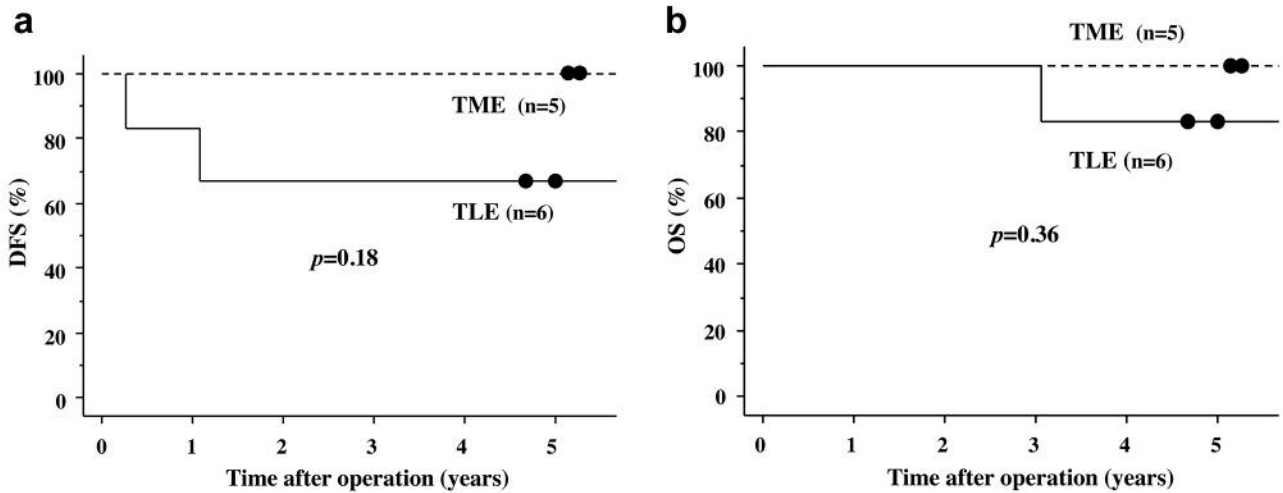 a
DFS (%)
100
80
60
40
20
0
TME (n=5)
TLE (n=6)
p=0.18
0 1 2 3 4 5
Time after operation (years)
b
OS (%)
100
80
60
40
20
0
TME (n=5)
TLE (n=6)
p=0.36
0 1 2 3 4 5
Time after operation (years)